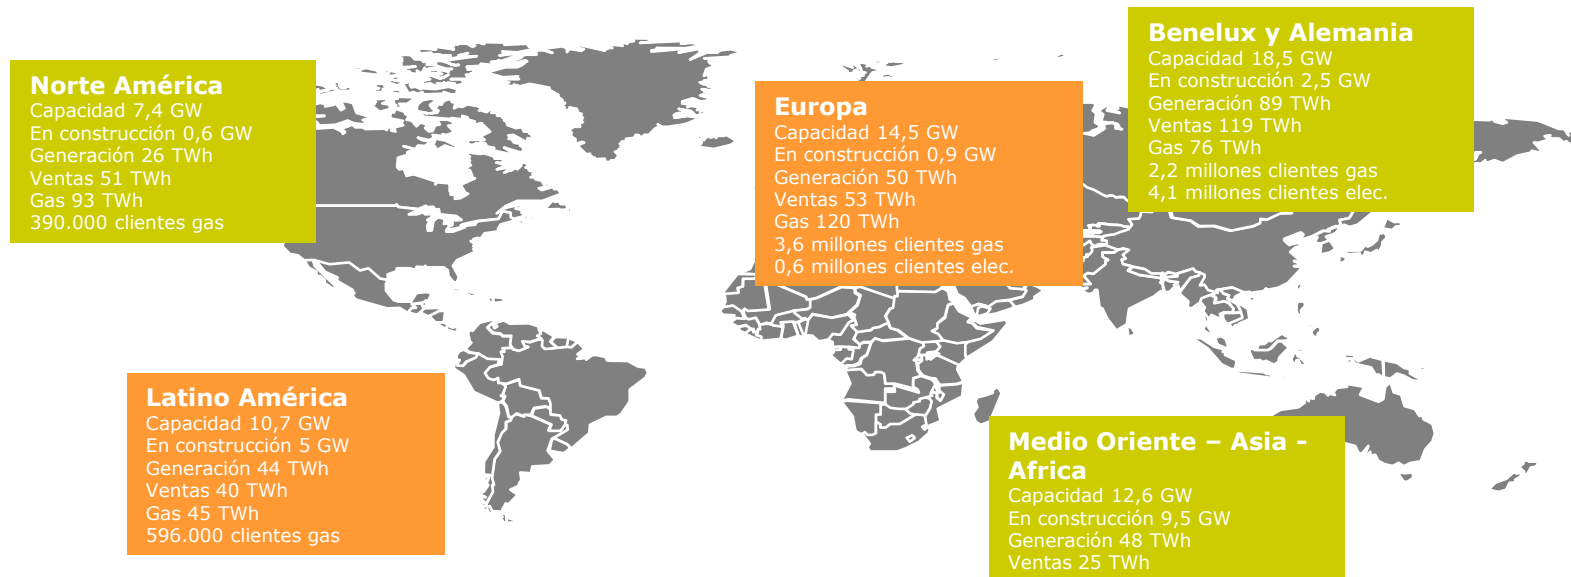 Norte América
Capacidad 7,4 GW
En construcción 0,6 GW
Generación 26 TWh
Ventas 51 TWh
Gas 93 TWh
390.000 clientes gas
Europa
Capacidad 14,5 GW
En construcción 0,9 GW
Generación 50 TWh
Ventas 53 TWh
Gas 120 TWh
3,6 millones clientes gas
0,6 millones clientes elec.
Benelux y Alemania
Capacidad 18,5 GW
En construcción 2,5 GW
Generación 89 TWh
Ventas 119 TWh
Gas 76 TWh
2,2 millones clientes gas
4,1 millones clientes elec.
Latino América
Capacidad 10,7 GW
En construcción 5 GW
Generación 44 TWh
Ventas 40 TWh
Gas 45 TWh
596.000 clientes gas
Medio Oriente – Asia -
Africa
Capacidad 12,6 GW
En construcción 9,5 GW
Generación 48 TWh
Ventas 25 TWh